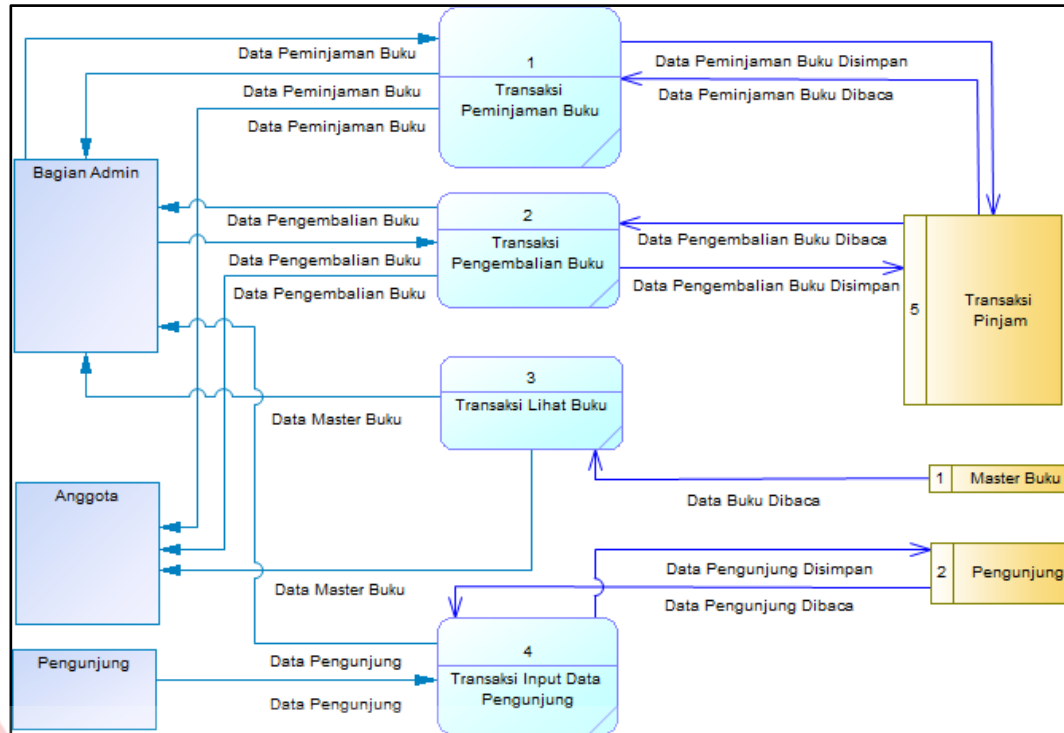 1
Data Peminjaman Buku
Transaksi
Peminjaman Buku
Data Peminjaman Buku Disimpan
Data Peminjaman Buku
Data Peminjaman Buku Dibaca
Data Peminjaman Buku
Bagian Admin
2
Transaksi
Pengembalian Buku
Data Pengembalian Buku
Data Pengembalian Buku Dibaca
Data Pengembalian Buku
Data Pengembalian Buku Disimpan
Data Pengembalian Buku
5
Transaksi
Pinjam
3
Transaksi Lihat Buku
Data Master Buku
1
Master Buku
Anggota
Data Buku Dibaca
Data Pengunjung Disimpan
2
Pengunjung
Data Master Buku
Data Pengunjung Dibaca
4
Transaksi Input Data
Pengunjung
Pengunjung
Data Pengunjung
Data Pengunjung